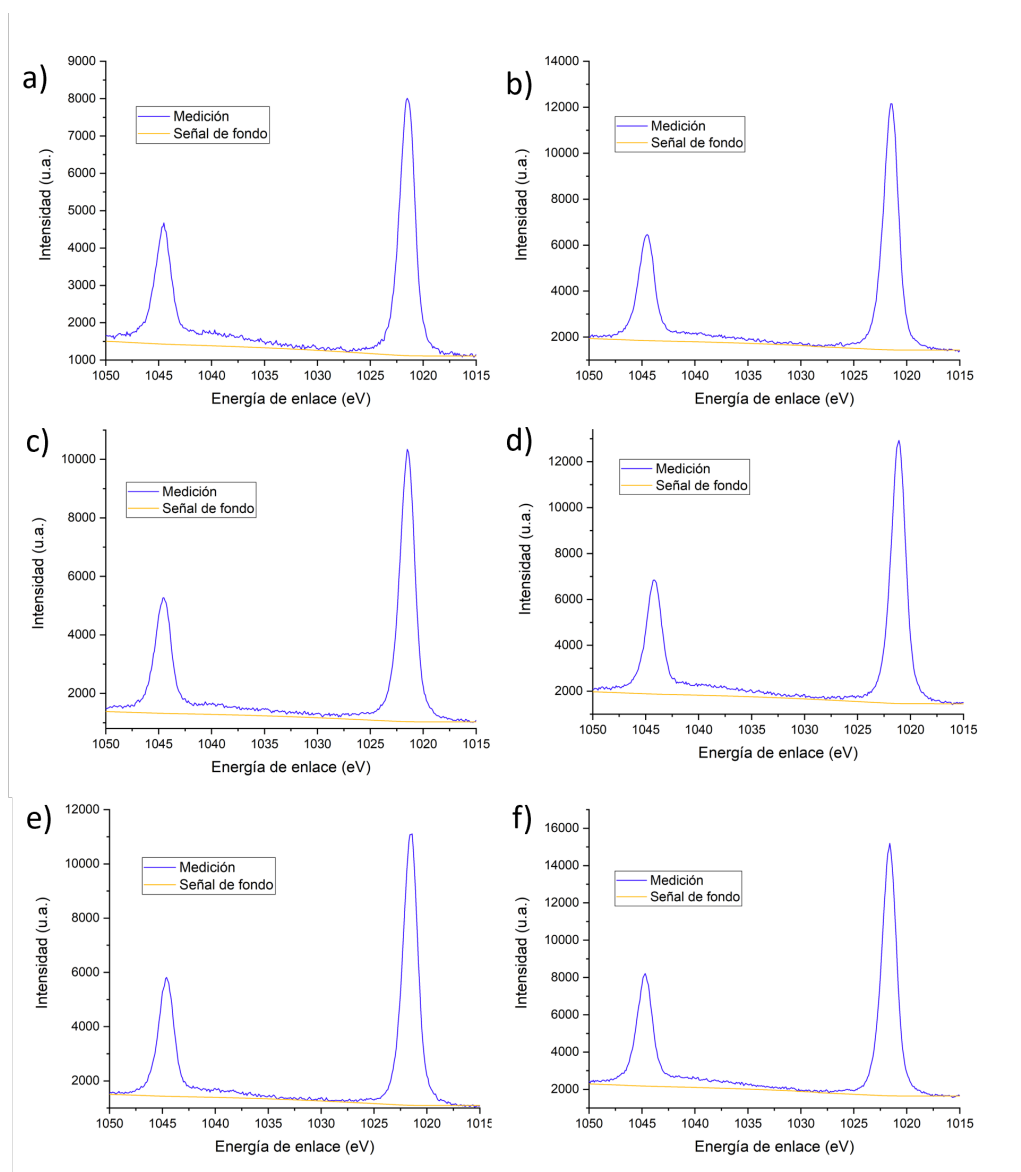 a)
9000
8000
7000
6000
5000
4000
3000
2000
1000
Intensidad (u.a.)
Medición
Señal de fondo
1050 1045 1040 1035 1030 1025 1020 1015
Energía de enlace (eV)
b)
14000
12000
10000
8000
6000
4000
2000
Intensidad (u.a.)
Medición
Señal de fondo
1050 1045 1040 1035 1030 1025 1020 1015
Energía de enlace (eV)
c)
10000
8000
6000
4000
2000
Intensidad (u.a.)
Medición
Señal de fondo
1050 1045 1040 1035 1030 1025 1020 1015
Energía de enlace (eV)
d)
12000
10000
8000
6000
4000
2000
Intensidad (u.a.)
Medición
Señal de fondo
1050 1045 1040 1035 1030 1025 1020 1015
Energía de enlace (eV)
e)
12000
10000
8000
6000
4000
2000
Intensidad (u.a.)
Medición
Señal de fondo
1050 1045 1040 1035 1030 1025 1020 1015
Energía de enlace (eV)
f)
16000
14000
12000
10000
8000
6000
4000
2000
Intensidad (u.a.)
Medición
Señal de fondo
1050 1045 1040 1035 1030 1025 1020 1015
Energía de enlace (eV)